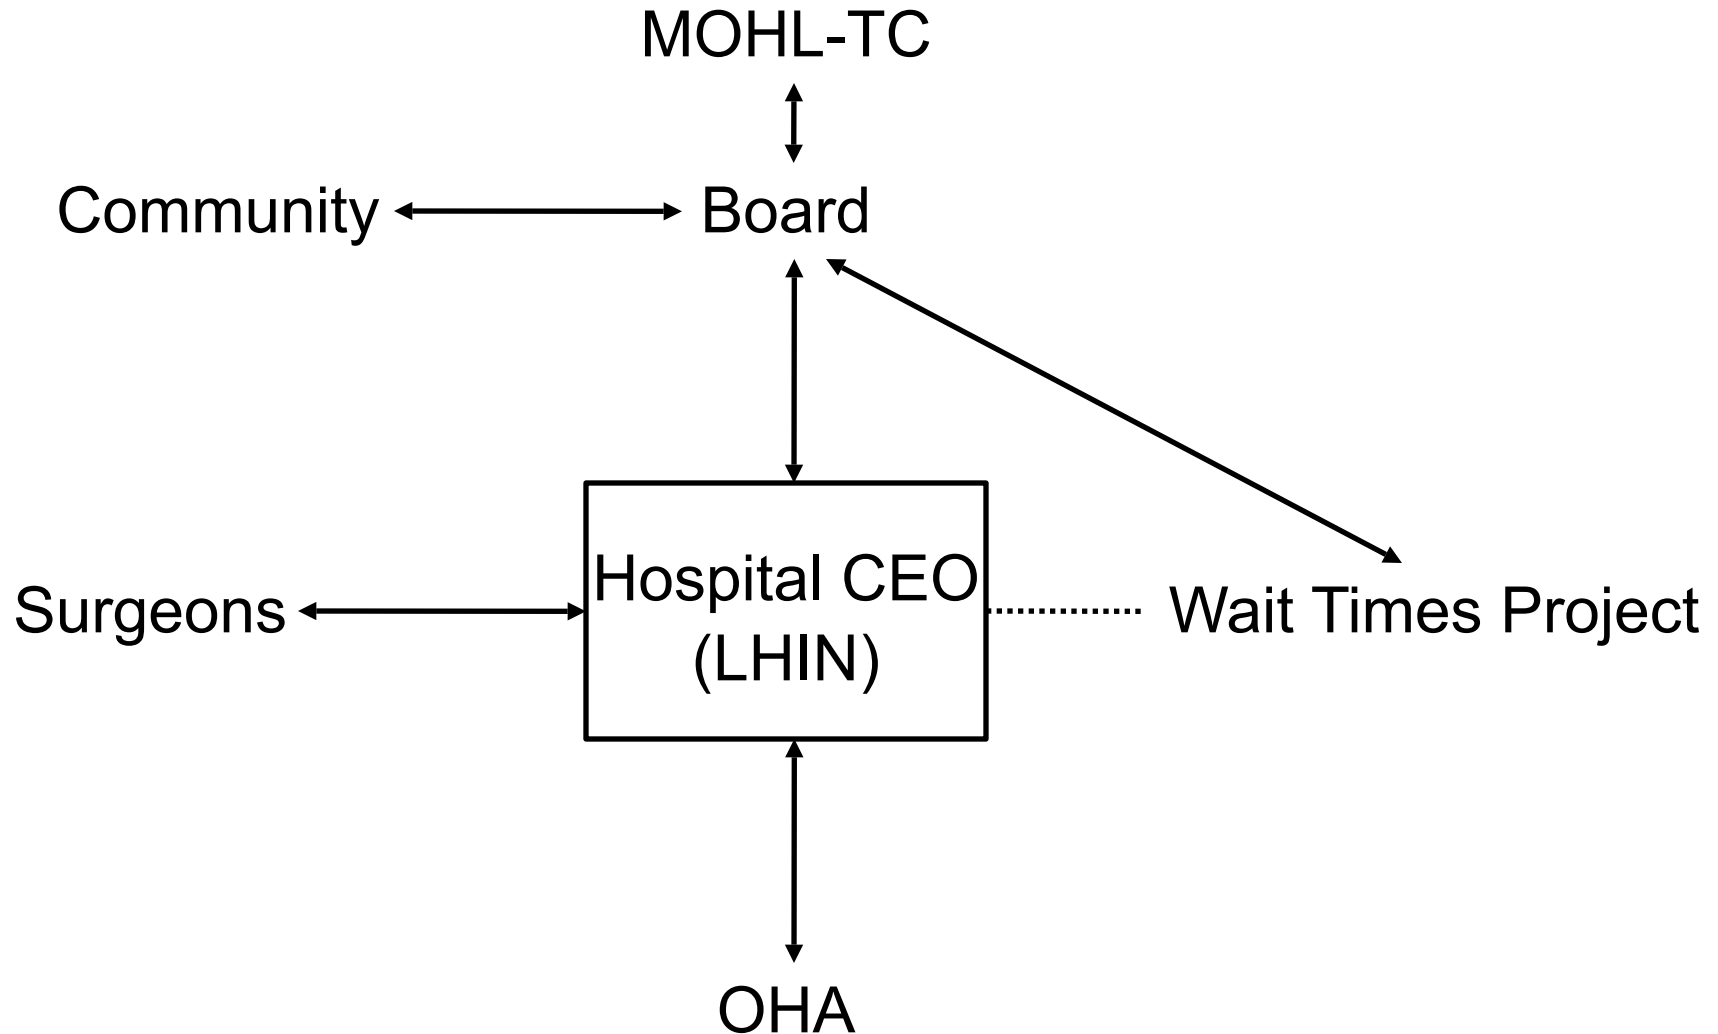 MOHL-TC
Community
Board
Hospital CEO
(LHIN)
Surgeons
Wait Times Project
OHA